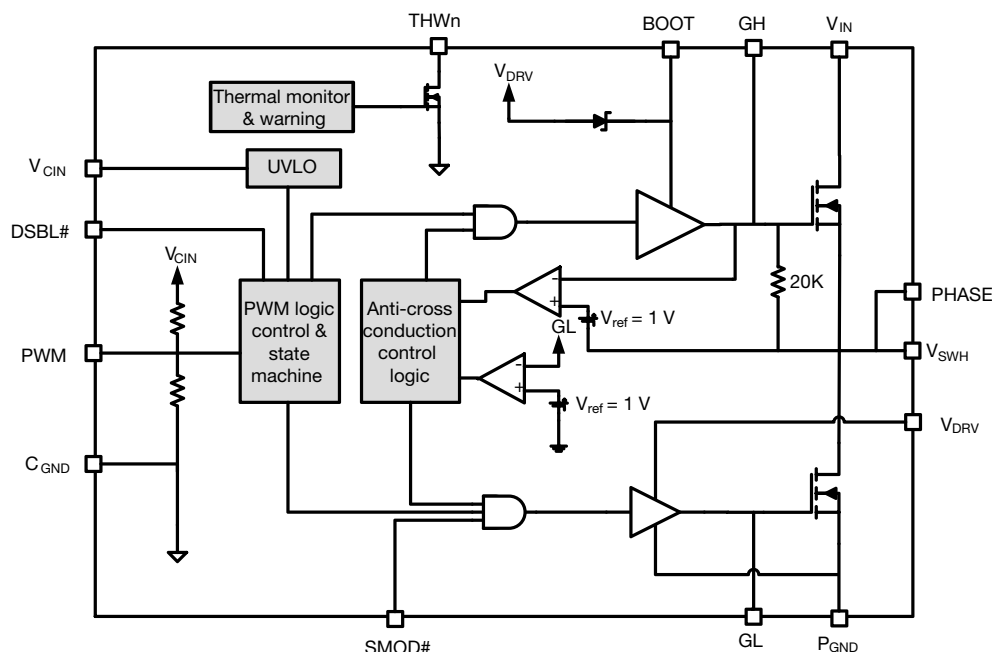 THWn
BOOT
GH
VIN
VDRV
Thermal monitor
& warning
VCIN
UVLO
DSBL#
VCIN
20K
PHASE
PWM logic
control &
state
machine
Anti-cross
conduction
control
logic
-
+
Vref = 1 V
GL
PWM
VSWH
-
+
Vref = 1 V
VDRV
CGND
SMOD#
GL
PGND